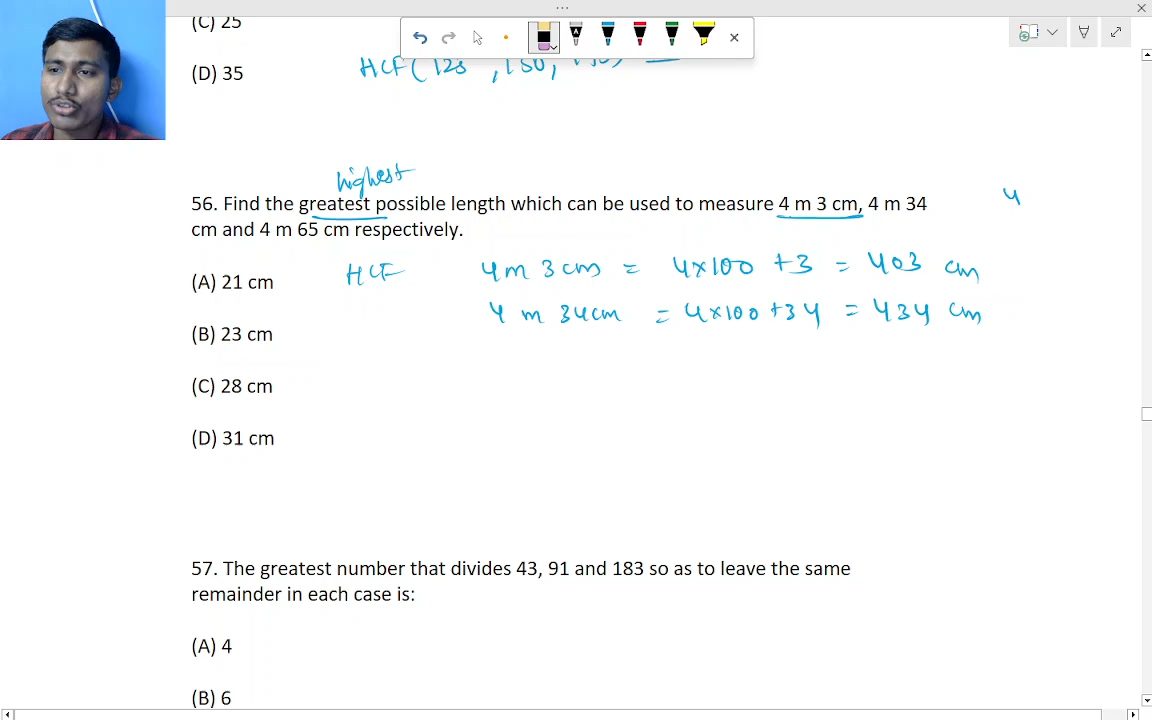 (C) 25
(D) 35
HCF (125, 150,
highest
56. Find the greatest possible length which can be used to measure 4 m 3 cm, 4 m 34
4
cm and 4 m 65 cm respectively.
HCF 4m 3cm = 4×100 +3 = 403 cm
(A) 21 cm
4 m 34cm = 4×100 +34 = 434 cm
(B) 23 cm
(C) 28 cm
(D) 31 cm
57. The greatest number that divides 43, 91 and 183 so as to leave the same
remainder in each case is:
(A) 4
(B) 6